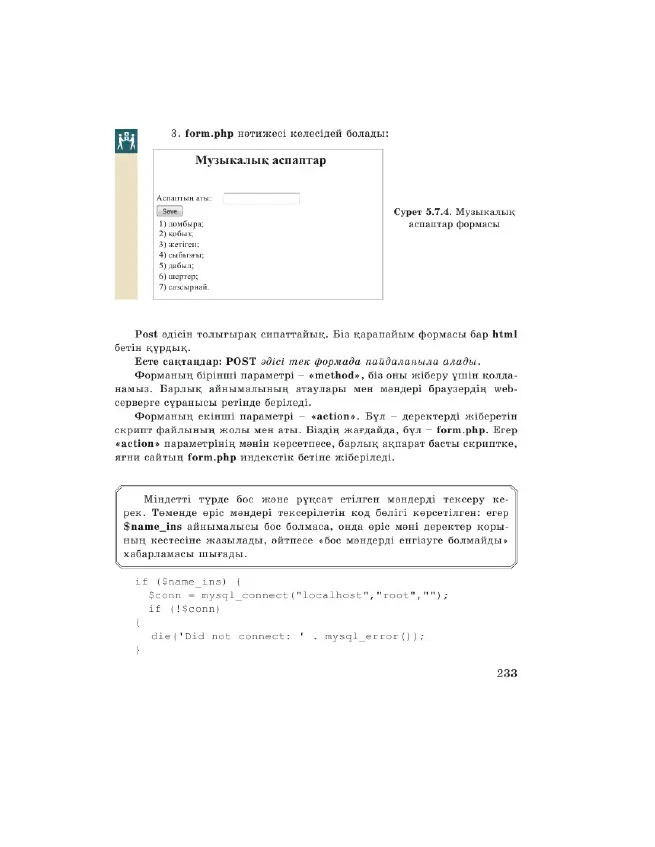 3. form.php нәтижесі келесідей болады:
Музыкалық аспаптар
Аспаптың аты:
Save
1) домбыра;
2) қобыз;
3) жетіген;
4) сыбызғы;
5) дабыл;
6) шертер;
7) сазсырнай.
Сурет 5.7.4. Музыкалық
аспаптар формасы
Post әдісін толығырақ сипаттайық. Біз қарапайым формасы бар html
бетін құрдық.
Есте сақтаңдар: POST әдісі тек формада пайдаланыла алады.
Форманың бірінші параметрі – «method», біз оны жіберу үшін қолда-
намыз. Барлық айнымалының атаулары мен мәндері браузердің web-
серверге сұранысы ретінде беріледі.
Форманың екінші параметрі – «action». Бұл – деректерді жіберетін
скрипт файлының жолы мен аты. Біздің жағдайда, бұл – form.php. Егер
«action» параметрінің мәнін көрсетпесе, барлық ақпарат басты скриптке,
яғни сайтың form.php индекстік бетіне жіберіледі.
Міндетті түрде бос және рұқсат етілген мәндерді тексеру ке-
рек. Төменде өріс мәндері тексерілетін код бөлігі көрсетілген: егер
$name_ins айнымалысы бос болмаса, онда өріс мәні деректер қоры-
ның кестесіне жазылады, әйтпесе «бос мәндерді енгізуге болмайды»
хабарламасы шығады.
if ($name_ins) {
$conn = mysql_connect("localhost","root","");
if (!$conn)
{
die('Did not connect: ' . mysql_error());
}
233